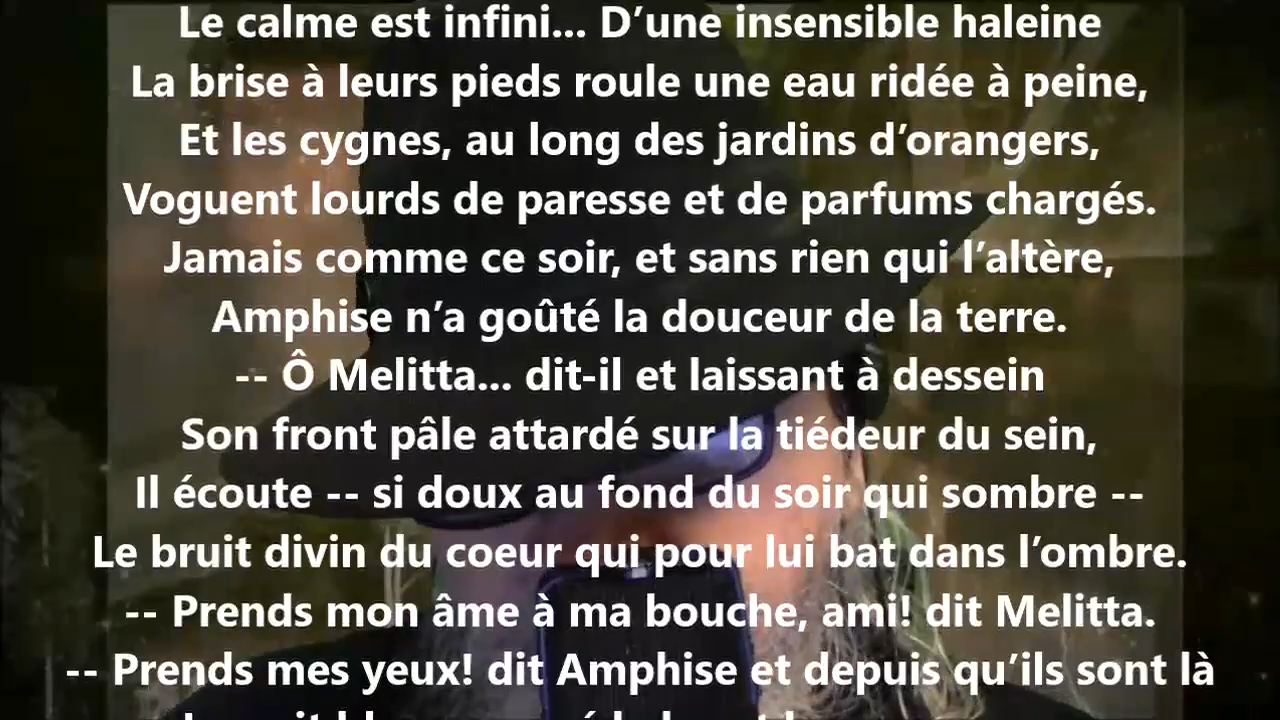 Le calme est infini... D’une insensible haleine
La brise à leurs pieds roule une eau ridée à peine,
Et les cygnes, au long des jardins d’orangers,
Voguent lourds de paresse et de parfums chargés.
Jamais comme ce soir, et sans rien qui l’altère,
Amphise n’a goûté la douceur de la terre.
-- Ô Melitta... dit-il et laissant à dessein
Son front pâle attardé sur la tiédeur du sein,
Il écoute -- si doux au fond du soir qui sombre --
Le bruit divin du coeur qui pour lui bat dans l’ombre.
-- Prends mon âme à ma bouche, ami! dit Melitta.
-- Prends mes yeux! dit Amphise et depuis qu’ils sont là